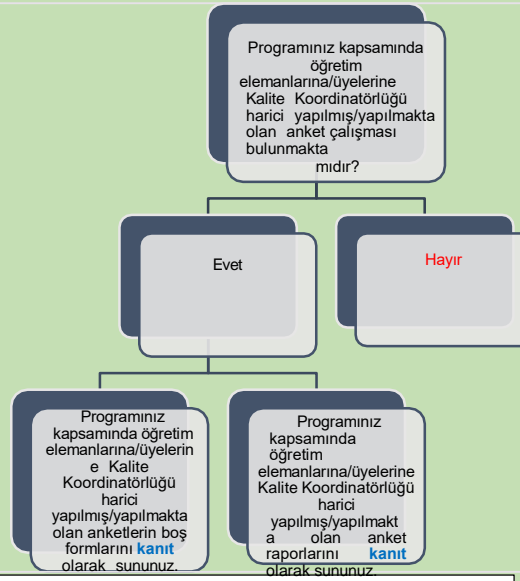 Programınız kapsamında
öğretim
elemanlarına/üyelerine
Kalite Koordinatörlüğü
harici yapılmış/yapılmakta
olan anket çalışması
bulunmakta
mıdır?
Evet
Hayır
Programınız
kapsamında öğretim
elemanlarına/üyelerin
e Kalite
Koordinatörlüğü
harici
yapılmış/yapılmakta
olan anketlerin boş
formlarını kanıt
olarak sununuz.
Programınız
kapsamında
öğretim
elemanlarına/üyelerine
Kalite Koordinatörlüğü
harici
yapılmış/yapılmakt
a olan anket
raporlarını kanıt
olarak sununuz.